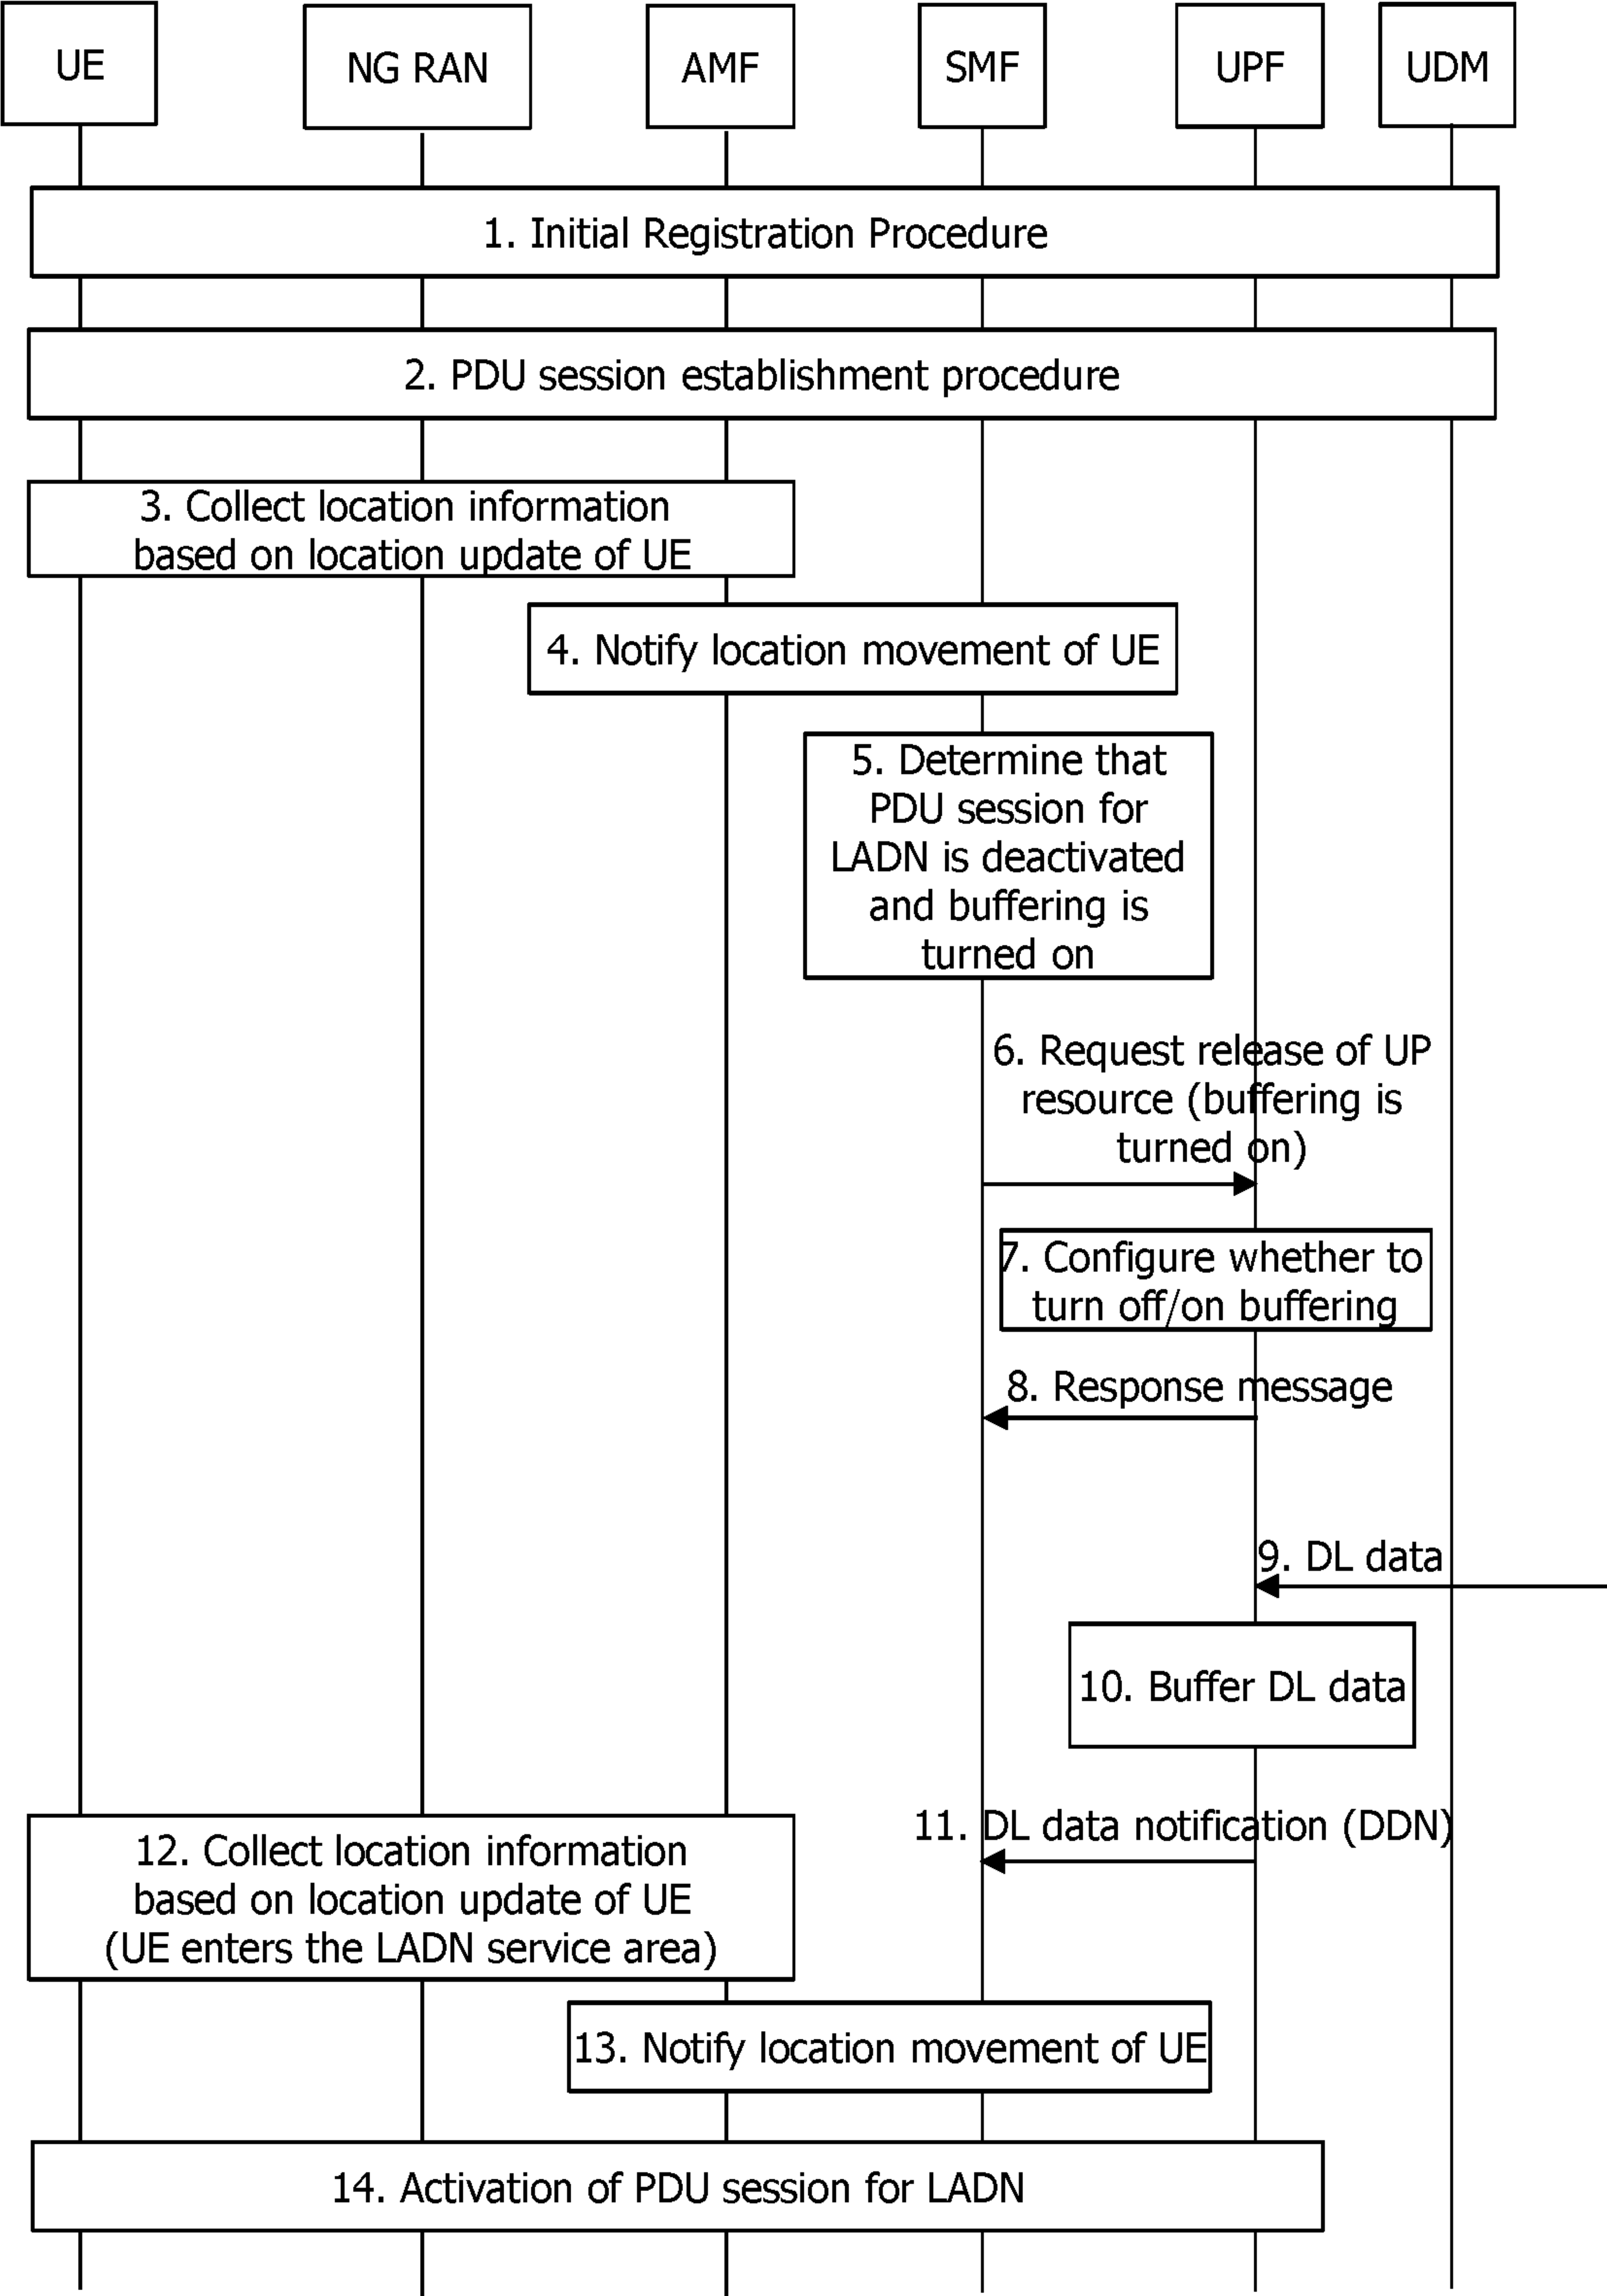 UE
NG RAN
AMF
SMF
UPF
UDM
1. Initial Registration Procedure
2. PDU session establishment procedure
3. Collect location information
based on location update of UE
4. Notify location movement of UE
5. Determine that
PDU session for
LADN is deactivated
and buffering is
turned on
6. Request release of UP
resource (buffering is
turned on)
7. Configure whether to
turn off/on buffering
8. Response message
9. DL data
10. Buffer DL data
11. DL data notification (DDN)
12. Collect location information
based on location update of UE
(UE enters the LADN service area)
13. Notify location movement of UE
14. Activation of PDU session for LADN